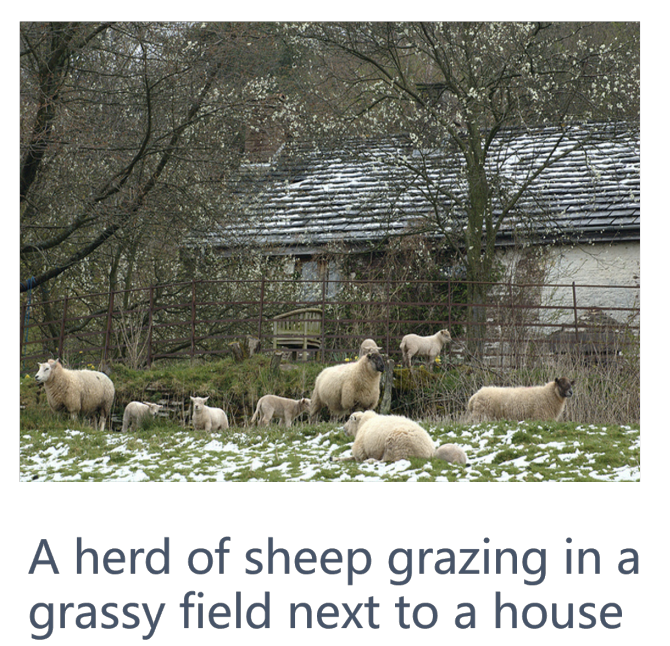 A herd of sheep grazing in a
grassy field next to a house